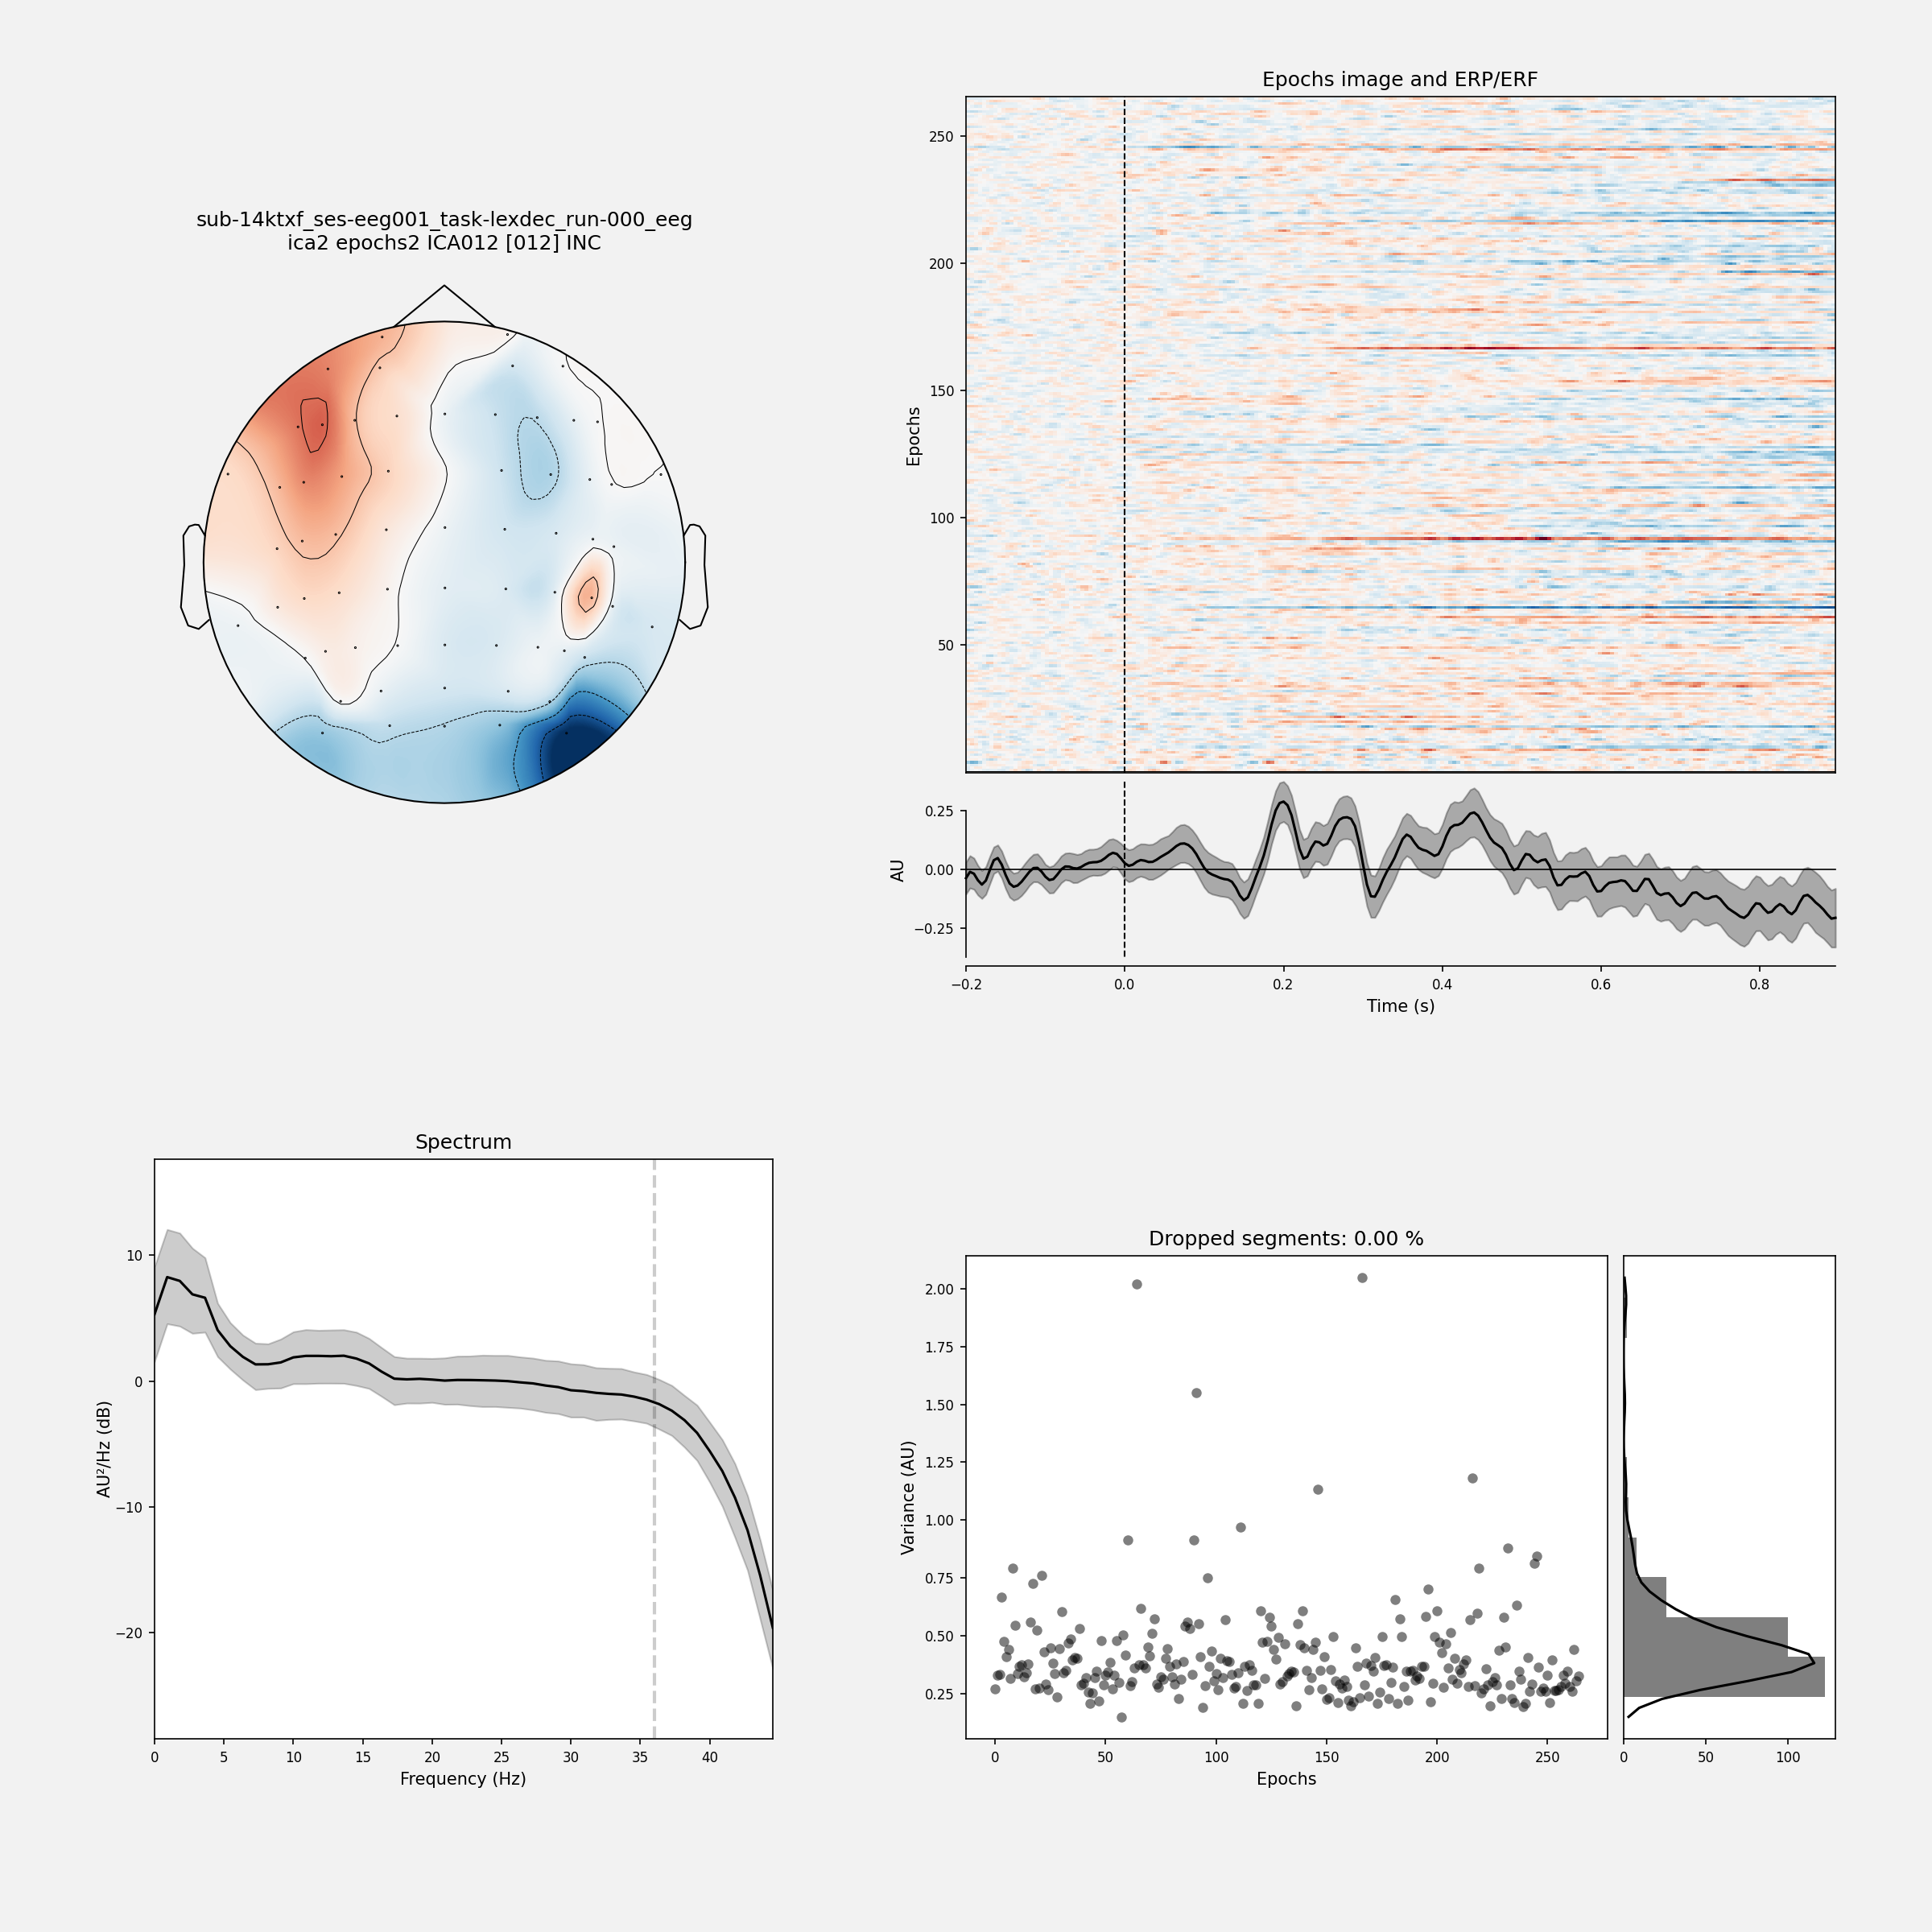 sub-14ktxf_ses-eeg001_task-lexdec_run-000_eeg
ica2 epochs2 ICA012 [012] INC
Epochs image and ERP/ERF
Epochs
250
200
150
100
50
AU
0.25
0.00
−0.25
−0.2 0.0 0.2 0.4 0.6 0.8
Time (s)
Spectrum
AU²/Hz (dB)
10
0
−10
−20
0 5 10 15 20 25 30 35 40
Frequency (Hz)
Dropped segments: 0.00 %
Variance (AU)
2.00
1.75
1.50
1.25
1.00
0.75
0.50
0.25
0 50 100 150 200 250
Epochs
0 50 100